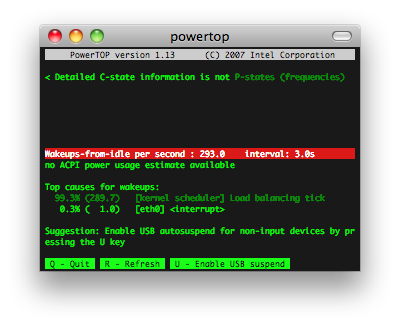 powertop
PowerTOP version 1.13 (C) 2007 Intel Corporation
< Detailed C-state information is not P-states (frequencies)
Wakeups-from-idle per second : 293.0 interval: 3.0s
no ACPI power usage estimate available
Top causes for wakeups:
99.3% (289.7) [kernel scheduler] Load balancing tick
0.3% ( 1.0) [eth0] <interrupt>
Suggestion: Enable USB autosuspend for non-input devices by pr
essing the U key
Q - Quit R - Refresh U - Enable USB suspend